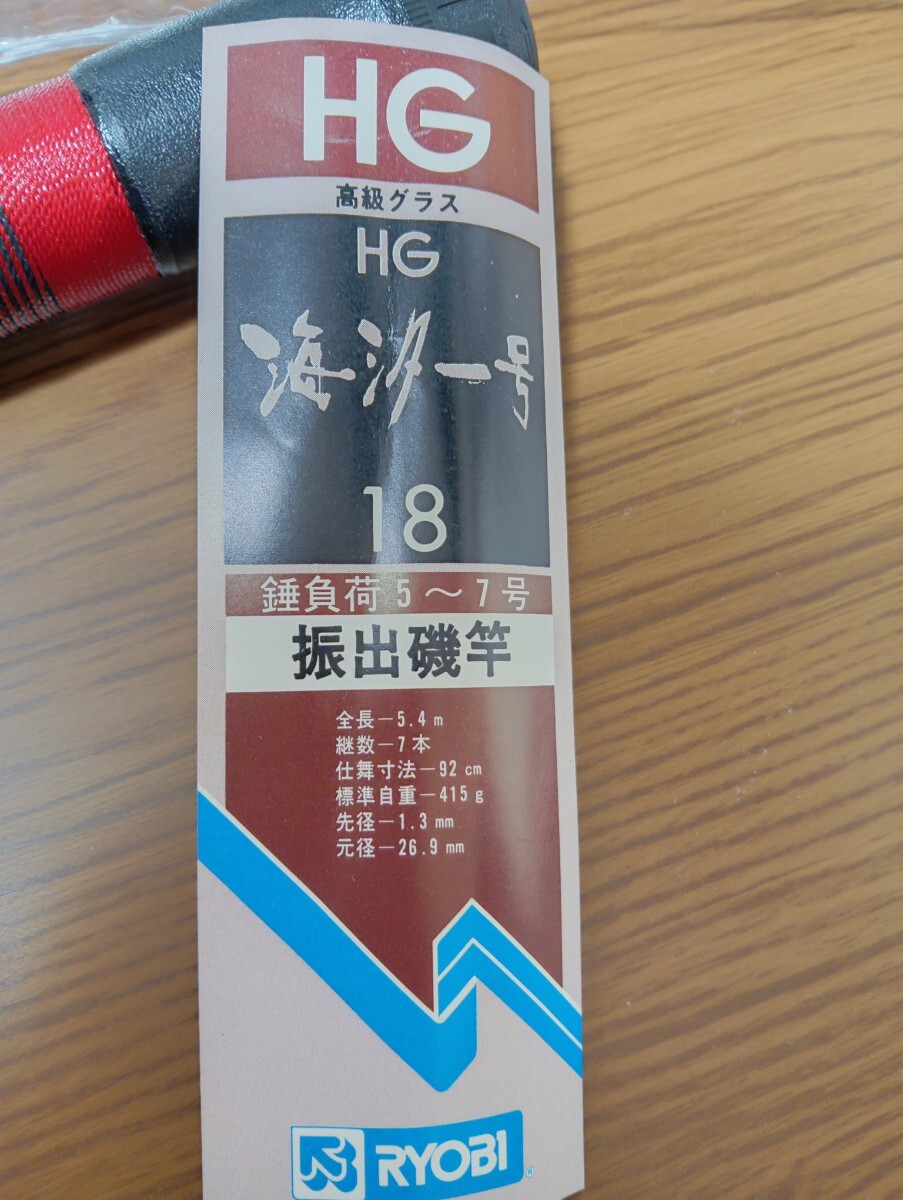 HG
高級グラス
HG
海汐一号
18
錘負荷5～7号
振出磯竿
全長－5.4m
継数－7本
仕舞寸法－92cm
標準自重－415g
先径－1.3mm
元径－26.9mm
RYOBI